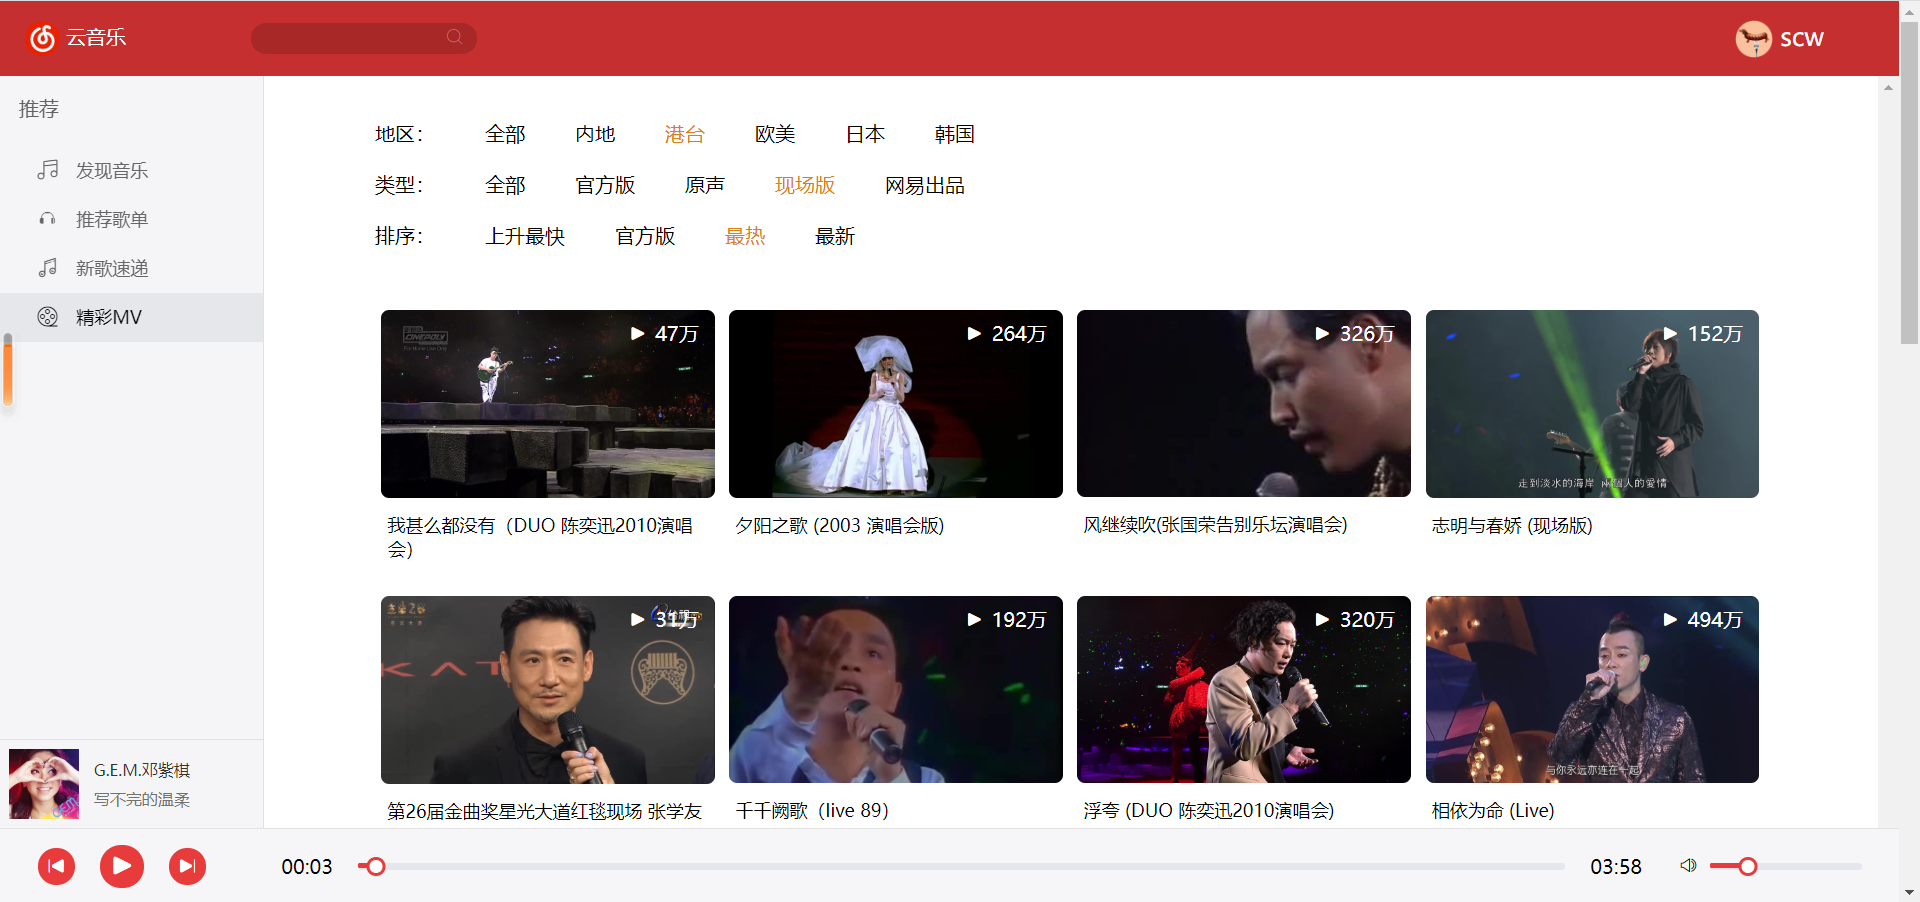 云音乐
SCW
推荐
发现音乐
推荐歌单
新歌速递
精彩MV
地区： 全部 内地 港台 欧美 日本 韩国
类型： 全部 官方版 原声 现场版 网易出品
排序： 上升最快 官方版 最热 最新
CINEPOLY
47万
264万
326万
152万
走到淡水的海岸 兩個人的愛情
我甚么都没有（DUO 陈奕迅2010演唱
会）
夕阳之歌 (2003 演唱会版)
风继续吹(张国荣告别乐坛演唱会)
志明与春娇 (现场版)
31万
KAT
192万
320万
494万
与你永远亦连在一起
第26届金曲奖星光大道红毯现场 张学友
千千阙歌（live 89）
浮夸 (DUO 陈奕迅2010演唱会)
相依为命 (Live)
G.E.M.邓紫棋
写不完的温柔
00:03
03:58